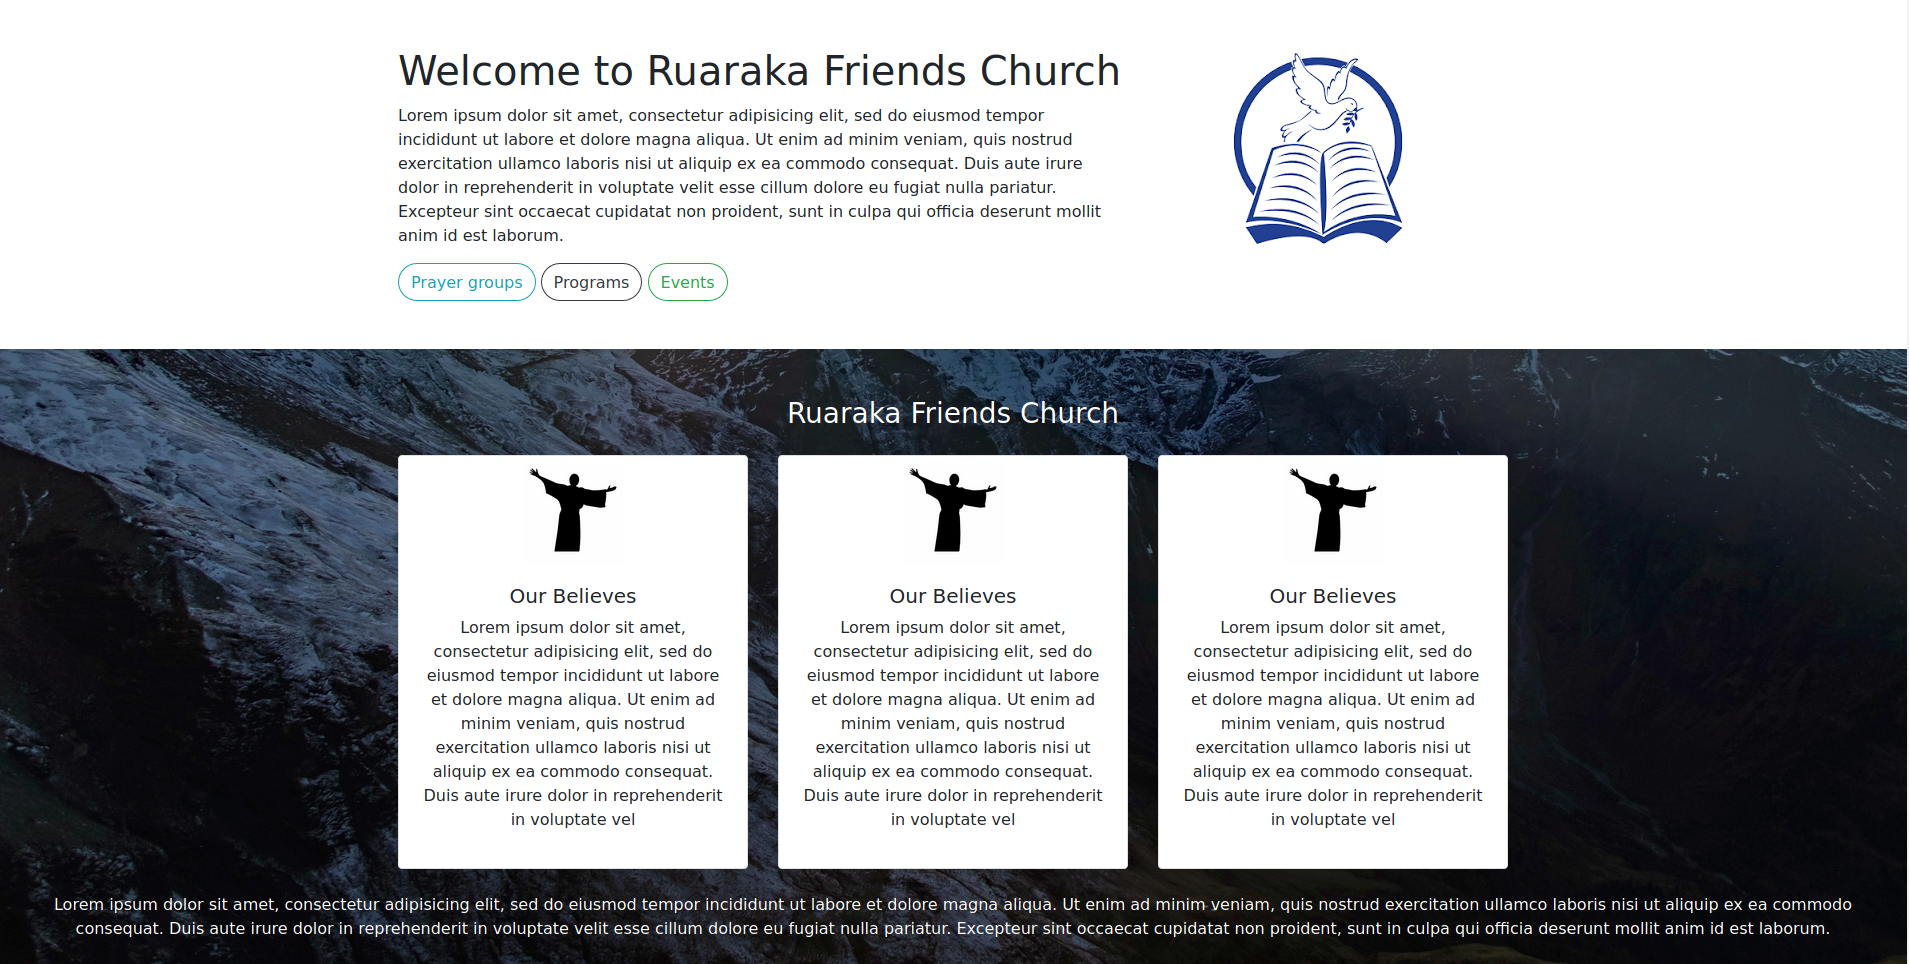 Welcome to Ruaraka Friends Church
Lorem ipsum dolor sit amet, consectetur adipisicing elit, sed do eiusmod tempor
incididunt ut labore et dolore magna aliqua. Ut enim ad minim veniam, quis nostrud
exercitation ullamco laboris nisi ut aliquip ex ea commodo consequat. Duis aute irure
dolor in reprehenderit in voluptate velit esse cillum dolore eu fugiat nulla pariatur.
Excepteur sint occaecat cupidatat non proident, sunt in culpa qui officia deserunt mollit
anim id est laborum.
Prayer groups Programs Events
Ruaraka Friends Church
Our Believes
Lorem ipsum dolor sit amet,
consectetur adipisicing elit, sed do
eiusmod tempor incididunt ut labore
et dolore magna aliqua. Ut enim ad
minim veniam, quis nostrud
exercitation ullamco laboris nisi ut
aliquip ex ea commodo consequat.
Duis aute irure dolor in reprehenderit
in voluptate vel
Our Believes
Lorem ipsum dolor sit amet,
consectetur adipisicing elit, sed do
eiusmod tempor incididunt ut labore
et dolore magna aliqua. Ut enim ad
minim veniam, quis nostrud
exercitation ullamco laboris nisi ut
aliquip ex ea commodo consequat.
Duis aute irure dolor in reprehenderit
in voluptate vel
Our Believes
Lorem ipsum dolor sit amet,
consectetur adipisicing elit, sed do
eiusmod tempor incididunt ut labore
et dolore magna aliqua. Ut enim ad
minim veniam, quis nostrud
exercitation ullamco laboris nisi ut
aliquip ex ea commodo consequat.
Duis aute irure dolor in reprehenderit
in voluptate vel
Lorem ipsum dolor sit amet, consectetur adipisicing elit, sed do eiusmod tempor incididunt ut labore et dolore magna aliqua. Ut enim ad minim veniam, quis nostrud exercitation ullamco laboris nisi ut aliquip ex ea commodo
consequat. Duis aute irure dolor in reprehenderit in voluptate velit esse cillum dolore eu fugiat nulla pariatur. Excepteur sint occaecat cupidatat non proident, sunt in culpa qui officia deserunt mollit anim id est laborum.